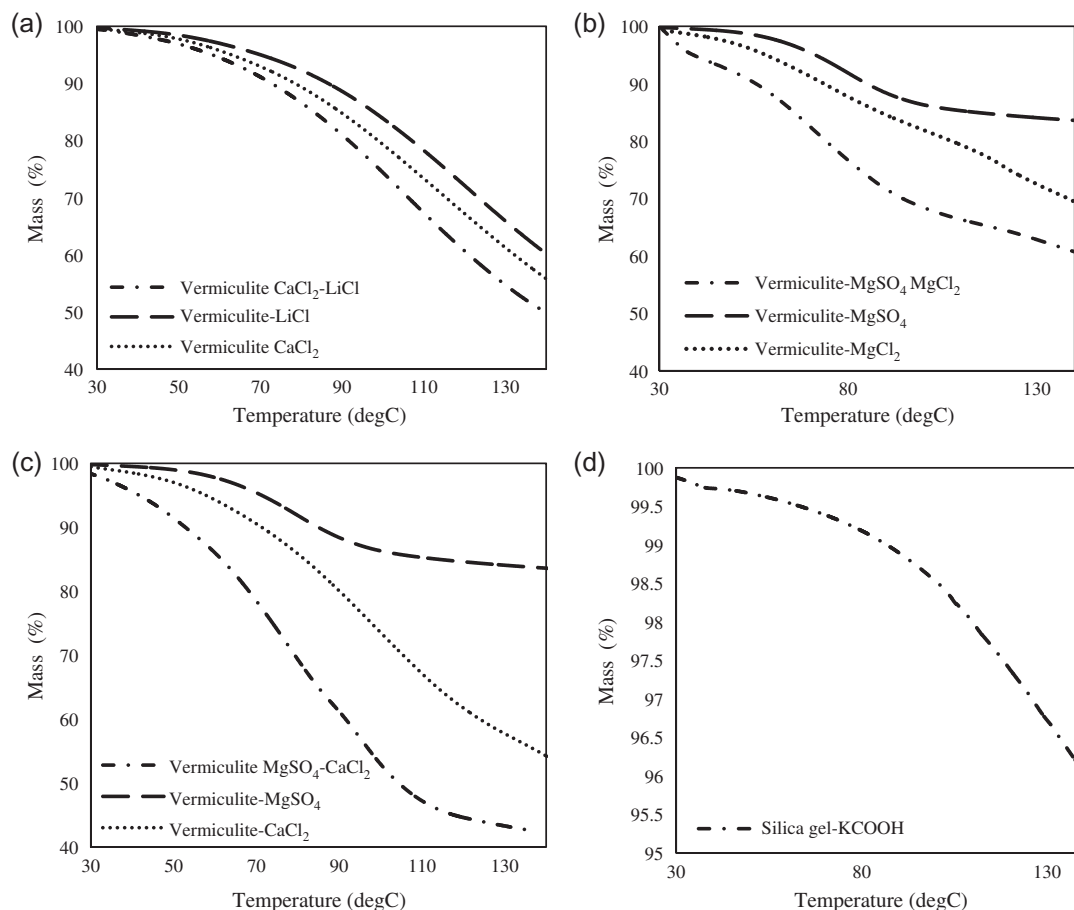 (a)
100
90
80
70
60
50
40
Mass (%)
Vermiculite CaCl₂-LiCl
Vermiculite-LiCl
Vermiculite CaCl₂
30 50 70 90 110 130
Temperature (degC)
(b)
100
90
80
70
60
50
40
Mass (%)
Vermiculite-MgSO₄ MgCl₂
Vermiculite-MgSO₄
Vermiculite-MgCl₂
30 80 130
Temperature (degC)
(c)
100
90
80
70
60
50
40
Mass (%)
Vermiculite MgSO₄-CaCl₂
Vermiculite-MgSO₄
Vermiculite-CaCl₂
30 50 70 90 110 130
Temperature (degC)
(d)
100
99.5
99
98.5
98
97.5
97
96.5
96
95.5
95
Mass (%)
Silica gel-KCOOH
30 80 130
Temperature (degC)